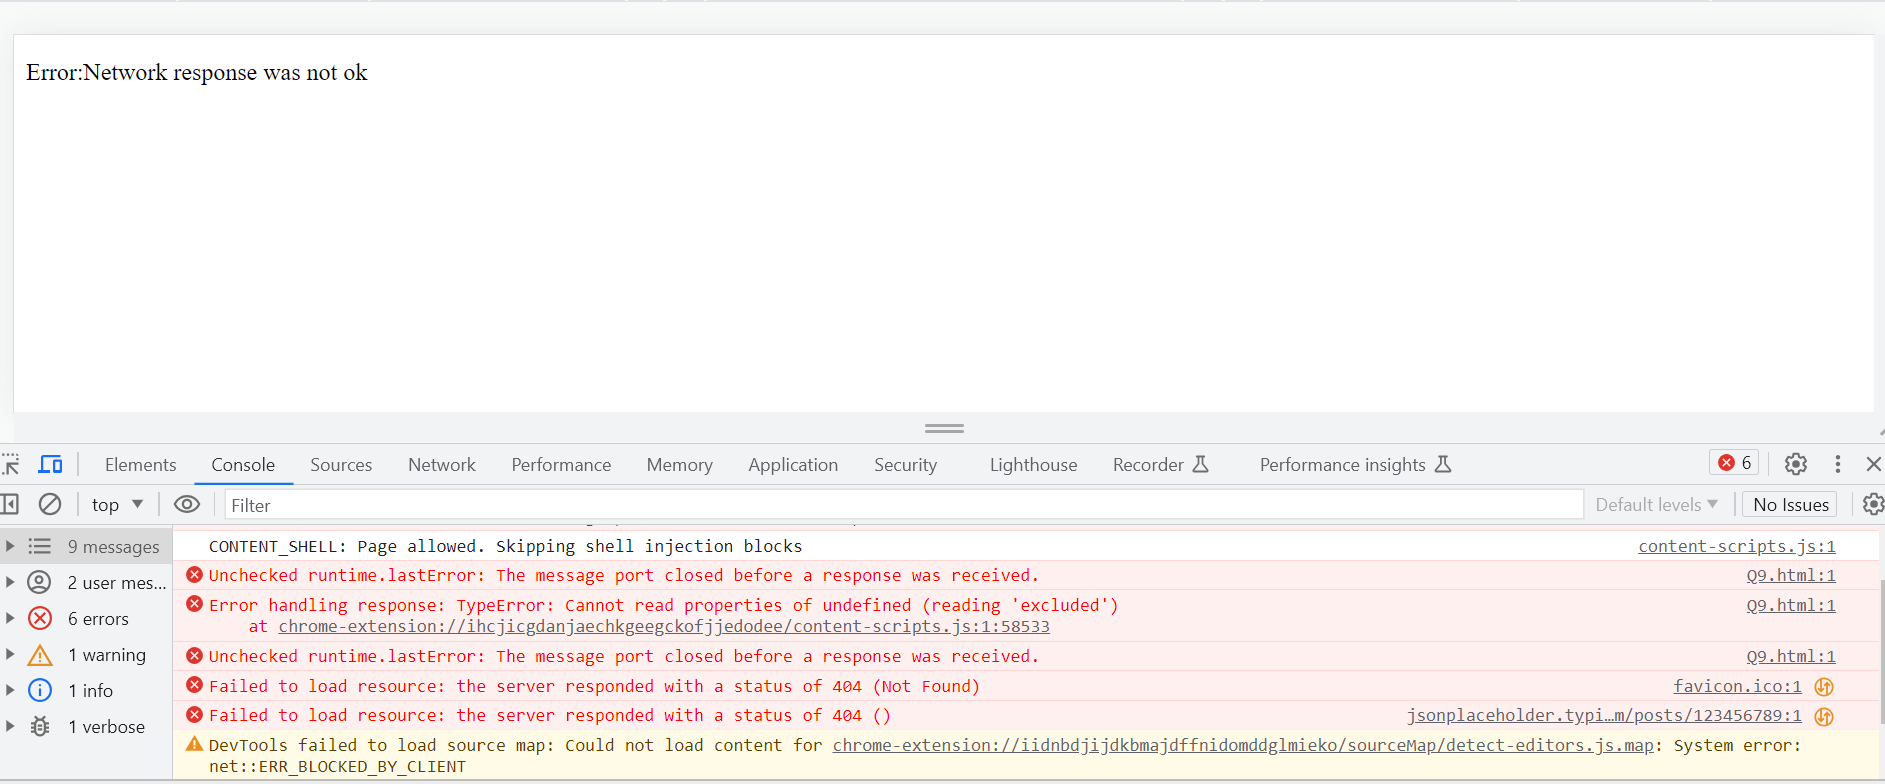 Error:Network response was not ok
Elements Console Sources Network Performance Memory Application Security Lighthouse Recorder Performance insights 6
top Filter Default levels No Issues
9 messages
2 user mes...
6 errors
1 warning
1 info
1 verbose
CONTENT_SHELL: Page allowed. Skipping shell injection blocks content-scripts.js:1
Unchecked runtime.lastError: The message port closed before a response was received. Q9.html:1
Error handling response: TypeError: Cannot read properties of undefined (reading 'excluded') Q9.html:1
at chrome-extension://ihcjicgdanjaechkgeegckofjjedodee/content-scripts.js:1:58533
Unchecked runtime.lastError: The message port closed before a response was received. Q9.html:1
Failed to load resource: the server responded with a status of 404 (Not Found) favicon.ico:1
Failed to load resource: the server responded with a status of 404 () jsonplaceholder.typi…m/posts/123456789:1
DevTools failed to load source map: Could not load content for chrome-extension://iidnbdjijdkbmajdffnidomddglmieko/sourceMap/detect-editors.js.map: System error:
net::ERR_BLOCKED_BY_CLIENT